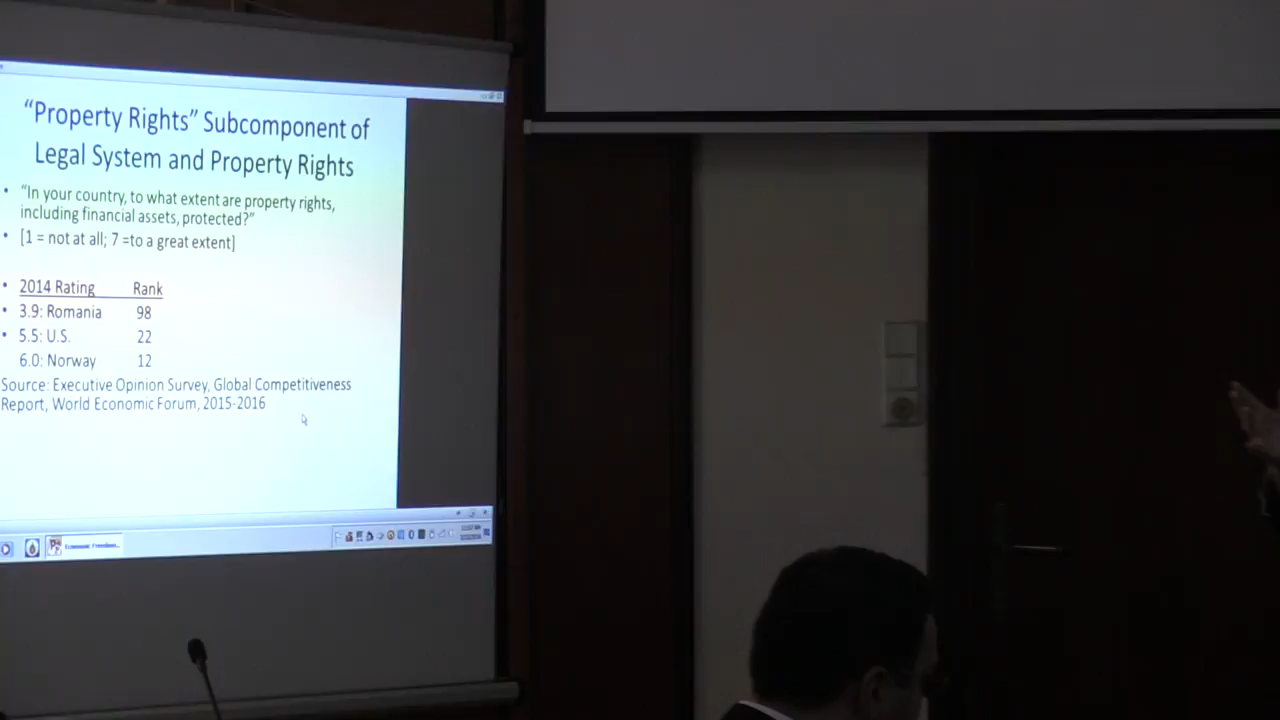 “Property Rights” Subcomponent of
Legal System and Property Rights
• “In your country, to what extent are property rights,
including financial assets, protected?”
• [1 = not at all; 7 =to a great extent]
• 2014 Rating Rank
• 3.9: Romania 98
• 5.5: U.S. 22
6.0: Norway 12
Source: Executive Opinion Survey, Global Competitiveness
Report, World Economic Forum, 2015-2016
Economic Freedom...